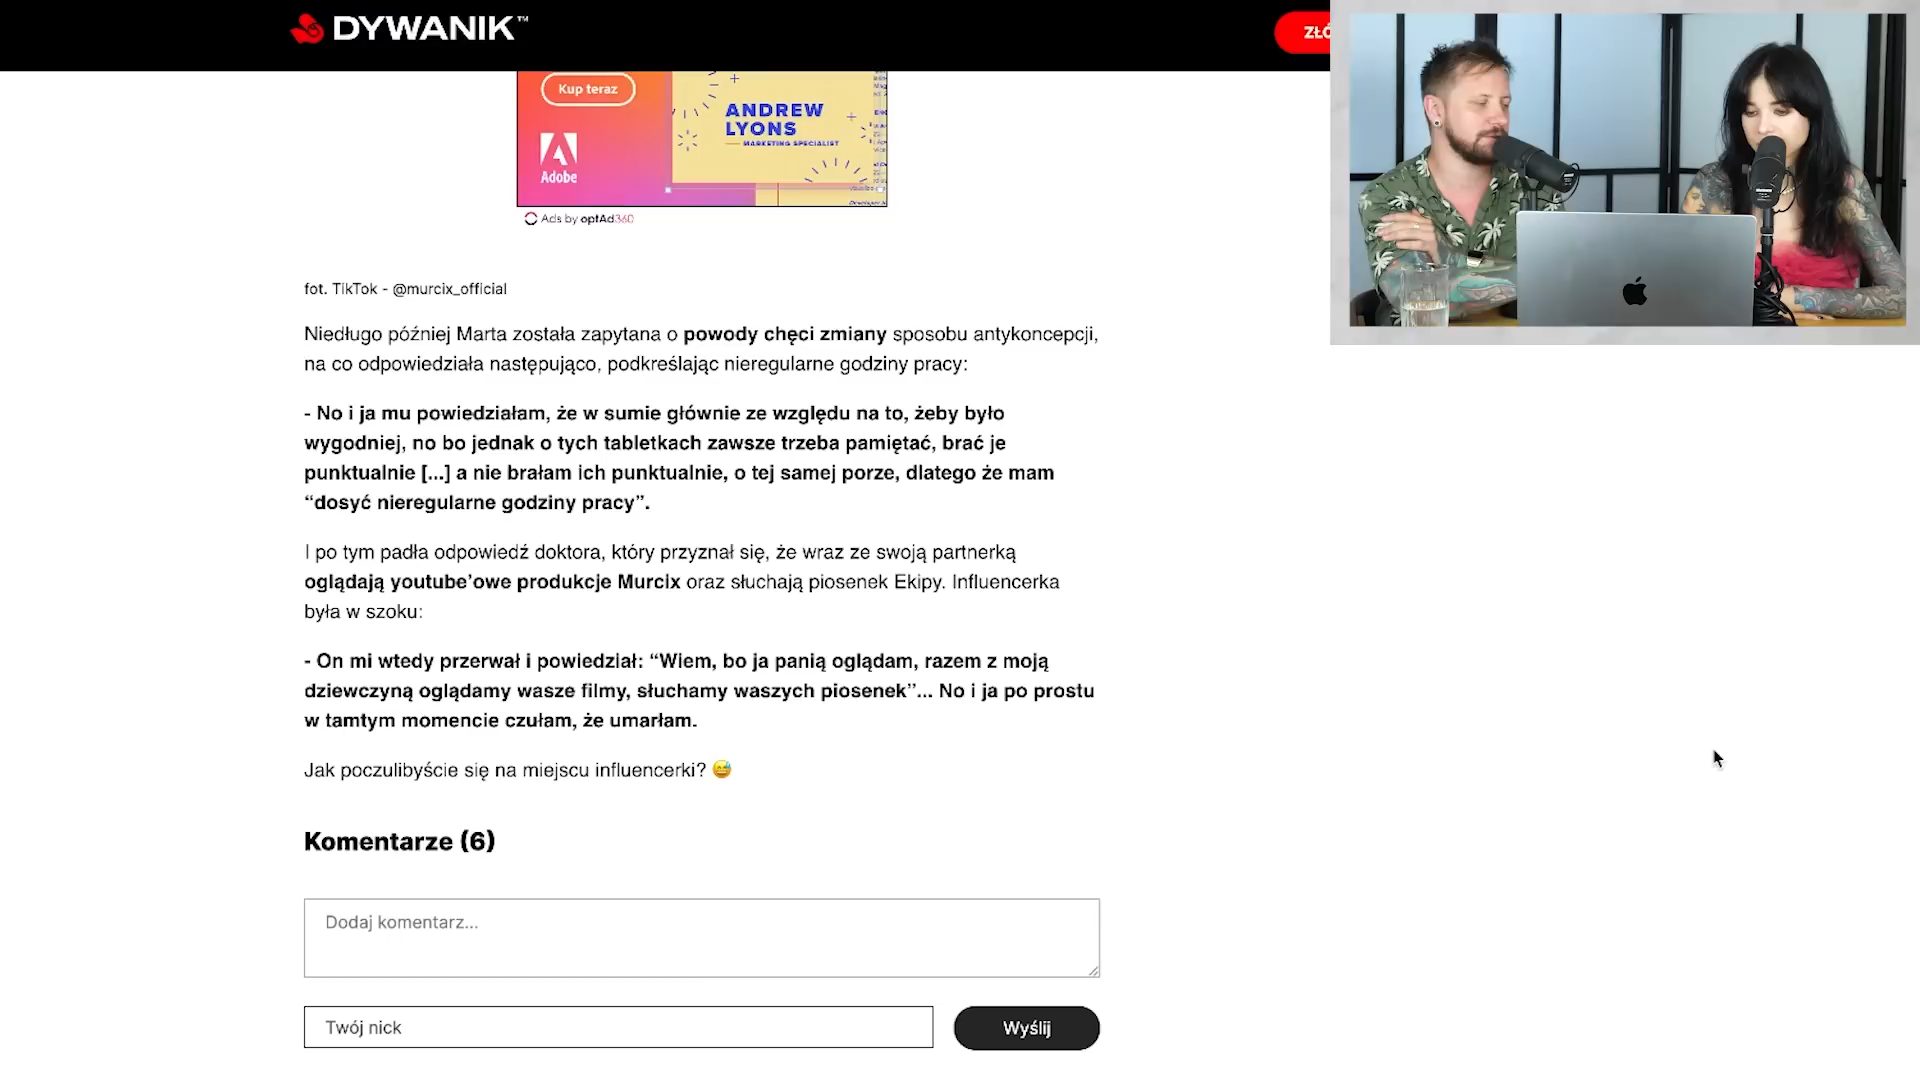 DYWANIK™
ZŁÓ
Kup teraz
Adobe
ANDREW
LYONS
MARKETING SPECIALIST
Ads by optAd360
fot. TikTok - @murcix_official
Niedługo później Marta została zapytana o powody chęci zmiany sposobu antykoncepcji,
na co odpowiedziała następująco, podkreślając nieregularne godziny pracy:
- No i ja mu powiedziałam, że w sumie głównie ze względu na to, żeby było
wygodniej, no bo jednak o tych tabletkach zawsze trzeba pamiętać, brać je
punktualnie [...] a nie brałam ich punktualnie, o tej samej porze, dlatego że mam
“dosyć nieregularne godziny pracy”.
I po tym padła odpowiedź doktora, który przyznał się, że wraz ze swoją partnerką
oglądają youtube’owe produkcje Murcix oraz słuchają piosenek Ekipy. Influencerka
była w szoku:
- On mi wtedy przerwał i powiedział: “Wiem, bo ja panią oglądam, razem z moją
dziewczyną oglądamy wasze filmy, słuchamy waszych piosenek”... No i ja po prostu
w tamtym momencie czułam, że umarłam.
Jak poczulibyście się na miejscu influencerki? 😅
Komentarze (6)
Dodaj komentarz...
Twój nick
Wyślij